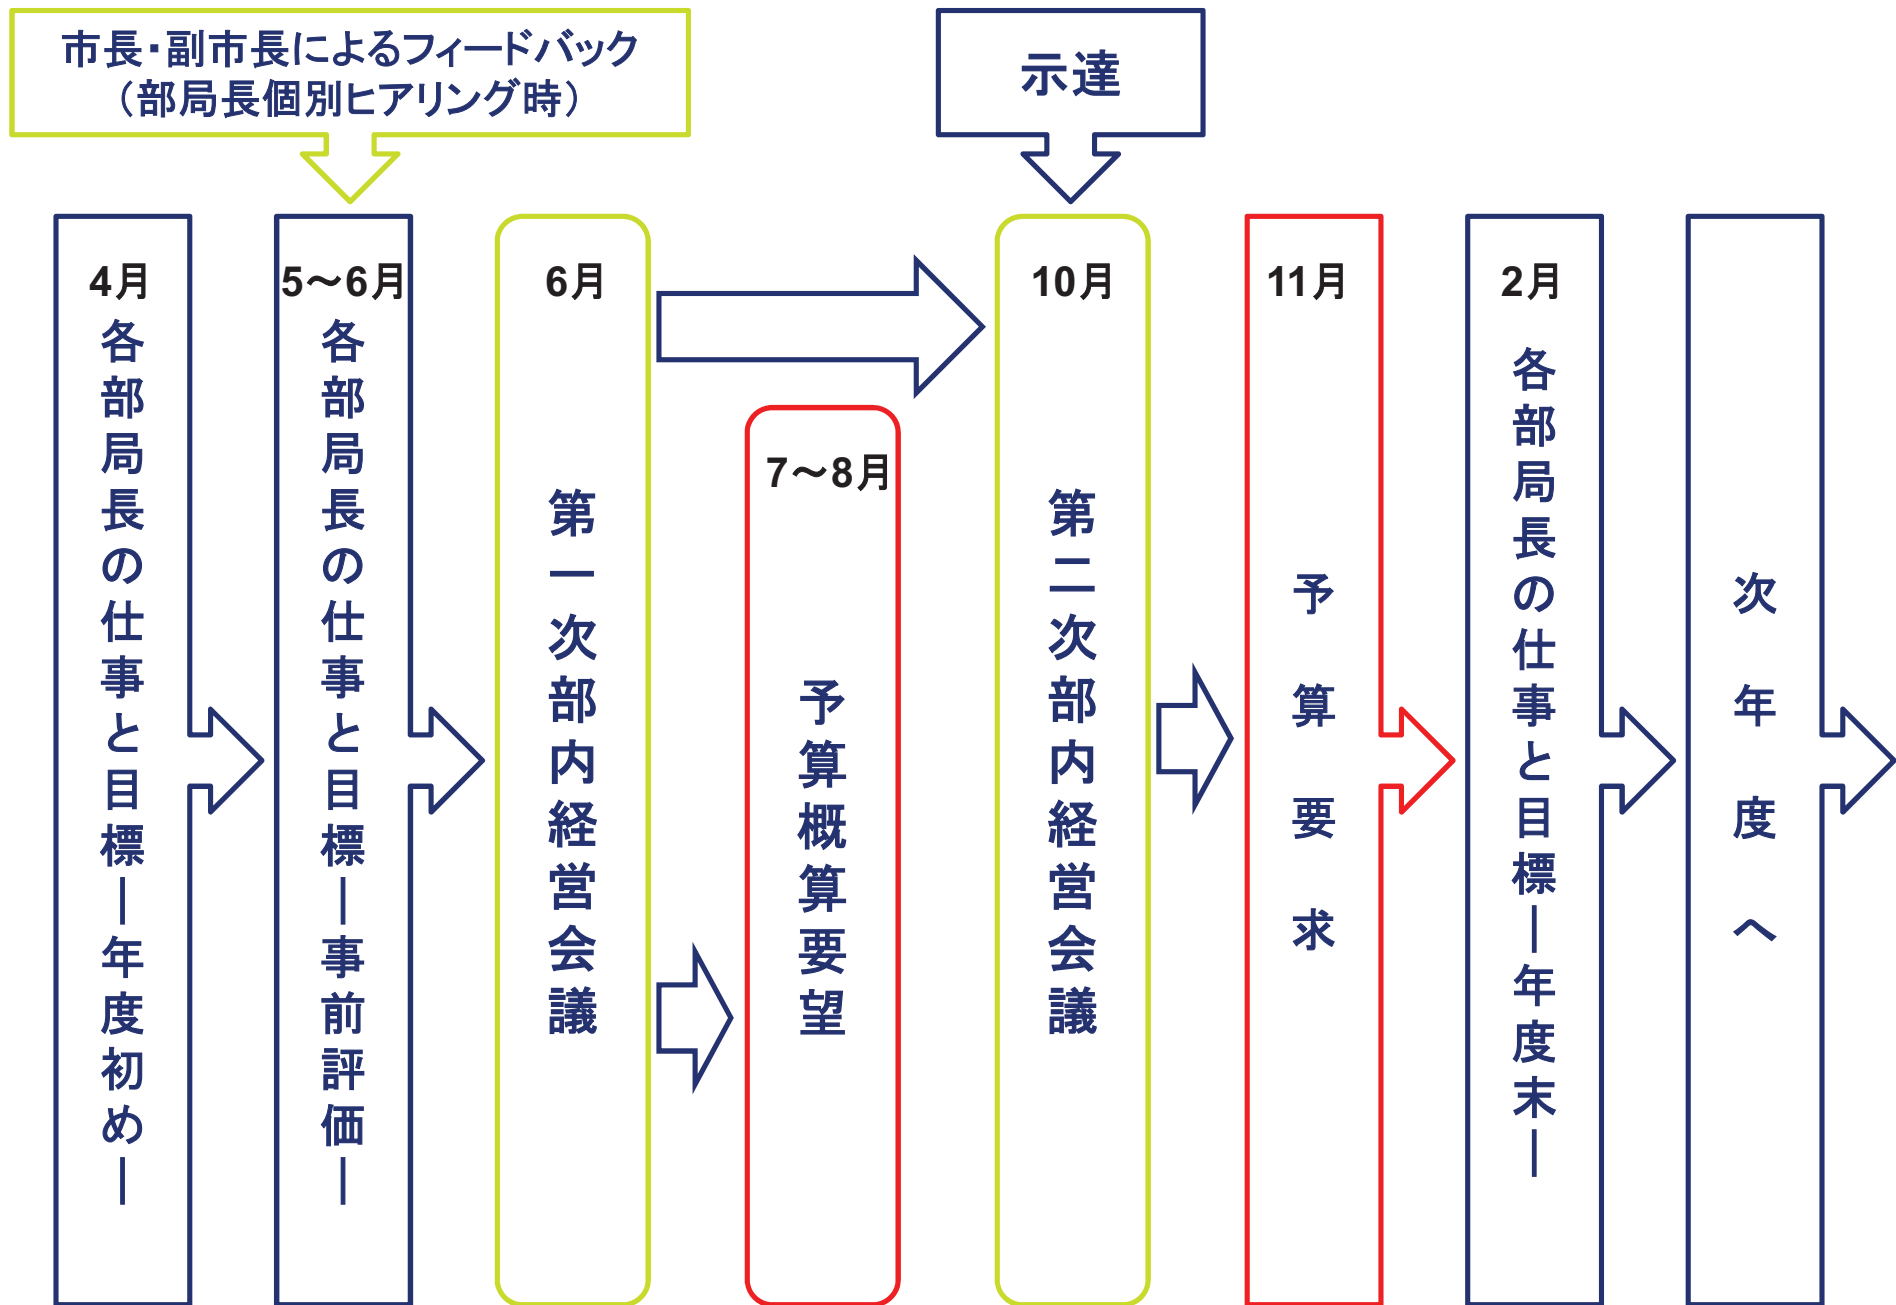 市長・副市長によるフィードバック
（部局長個別ヒアリング時）
示達
4月
各部局長の仕事と目標―年度初め―
5～6月
各部局長の仕事と目標―事前評価―
6月
第一次部内経営会議
7～8月
予算概算要望
10月
第二次部内経営会議
11月
予算要求
2月
各部局長の仕事と目標―年度末―
次年度へ